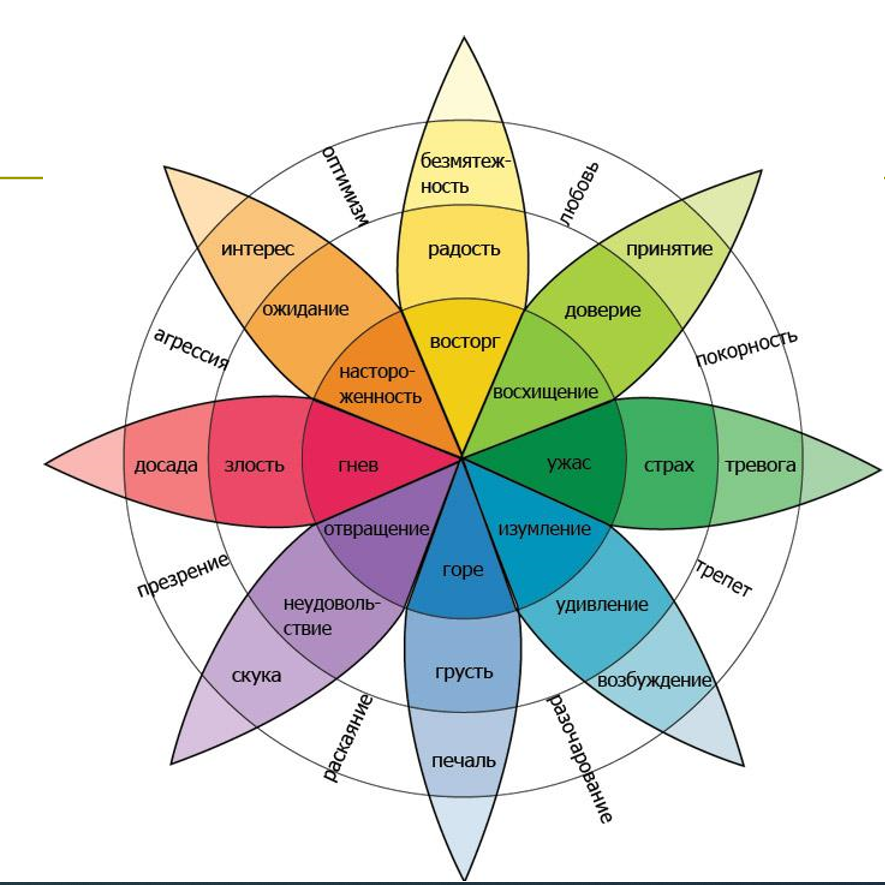 безмятеж-
ность
радость
восторг
оптимизм
любовь
интерес
ожидание
насторо-
женность
принятие
доверие
восхищение
агрессия
покорность
досада
злость
гнев
ужас
страх
тревога
отвращение
неудоволь-
ствие
скука
горе
грусть
печаль
изумление
удивление
возбуждение
презрение
трепет
раскаяние
разочарование